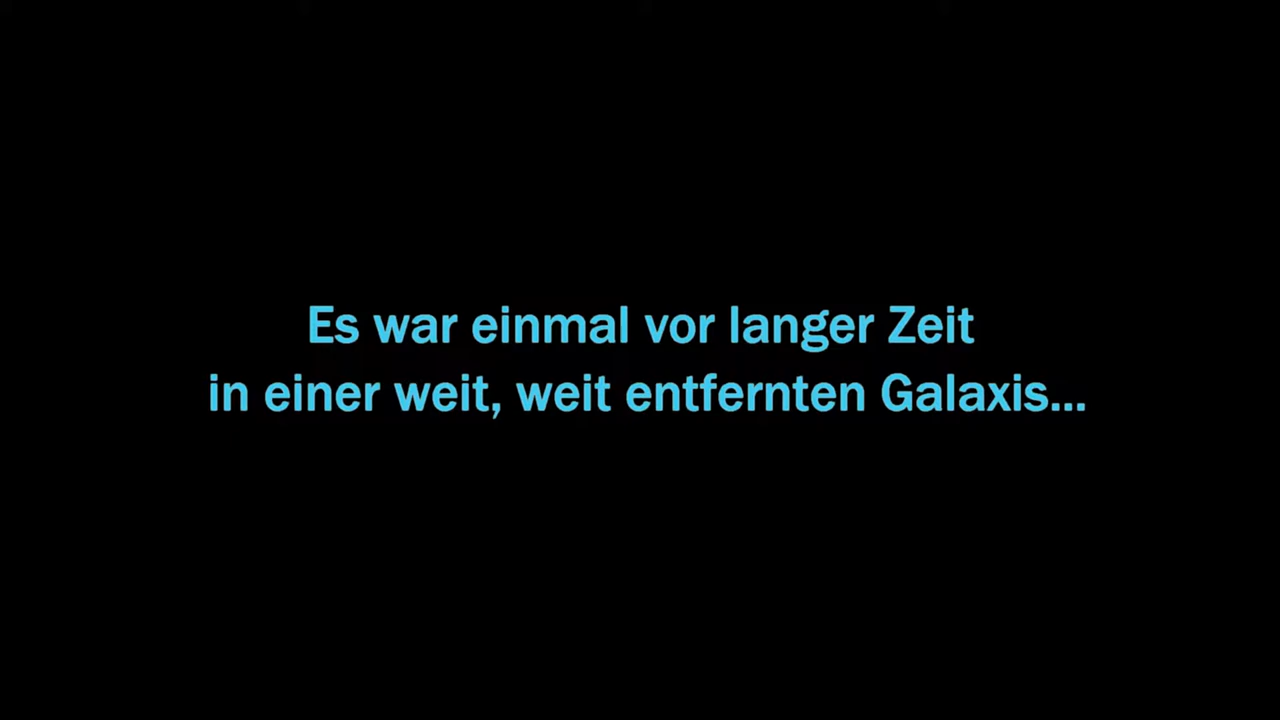 Es war einmal vor langer Zeit
in einer weit, weit entfernten Galaxis...